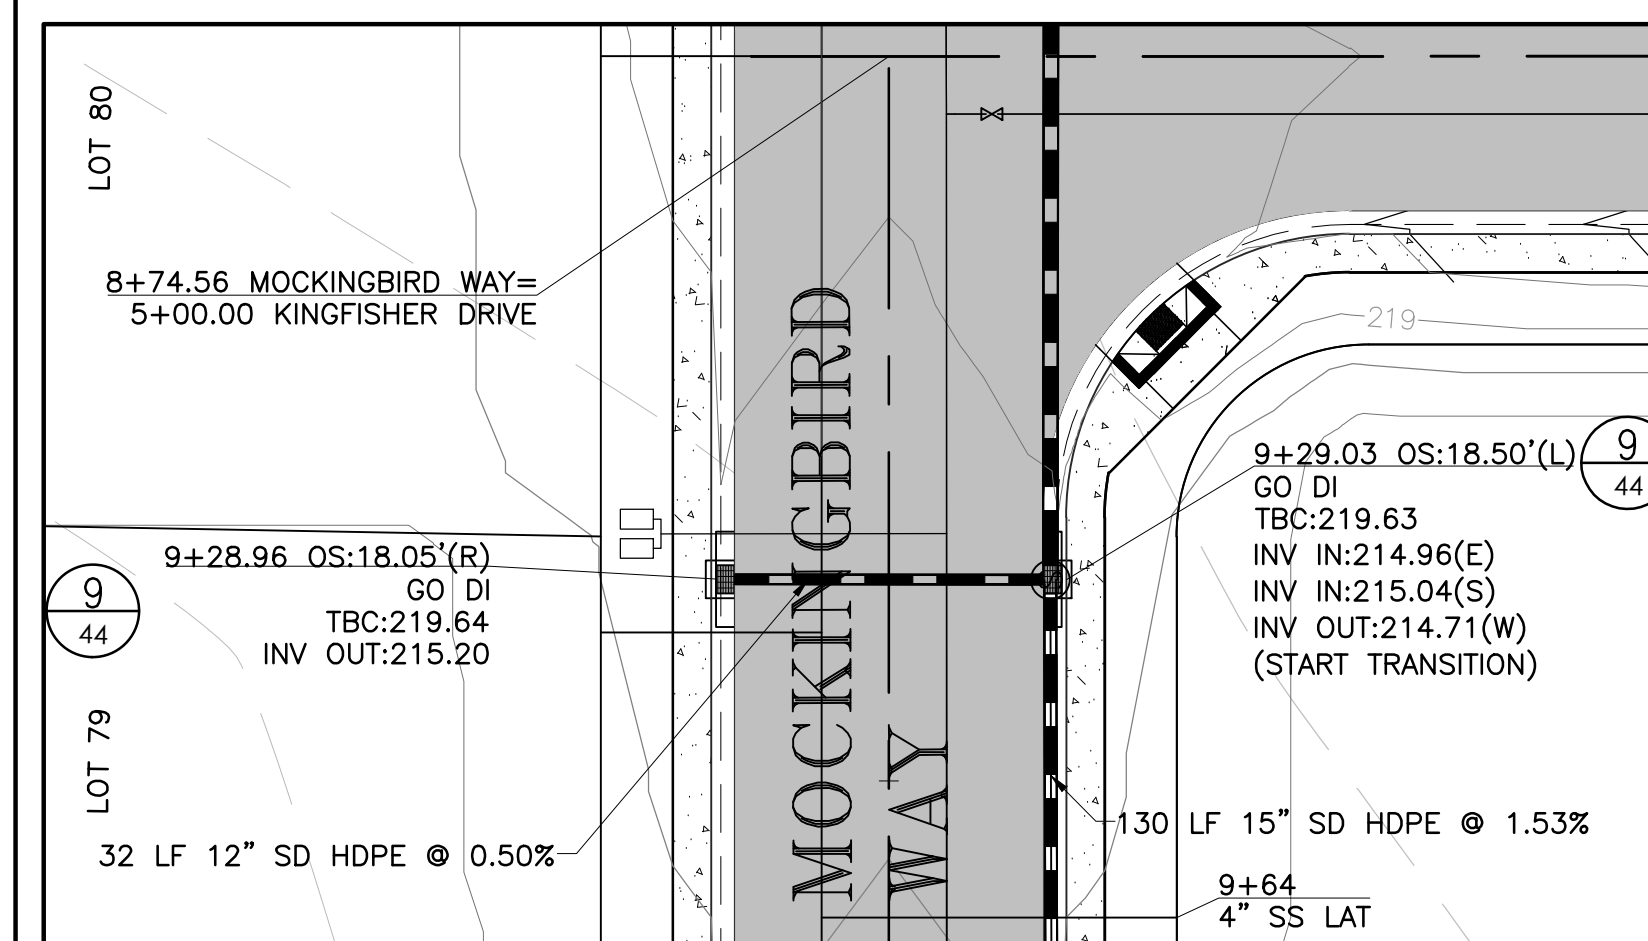 LOT 80
8+74.56 MOCKINGBIRD WAY=
5+00.00 KINGFISHER DRIVE
219
9+28.96 OS:18.05'(R)
GO DI
TBC:219.64
INV OUT:215.20
9
44
LOT 79
32 LF 12" SD HDPE @ 0.50%
MOCKINGBIRD
WAY
9+29.03 OS:18.50'(L)
GO DI
TBC:219.63
INV IN:214.96(E)
INV IN:215.04(S)
INV OUT:214.71(W)
(START TRANSITION)
9
44
130 LF 15" SD HDPE @ 1.53%
9+64
4" SS LAT